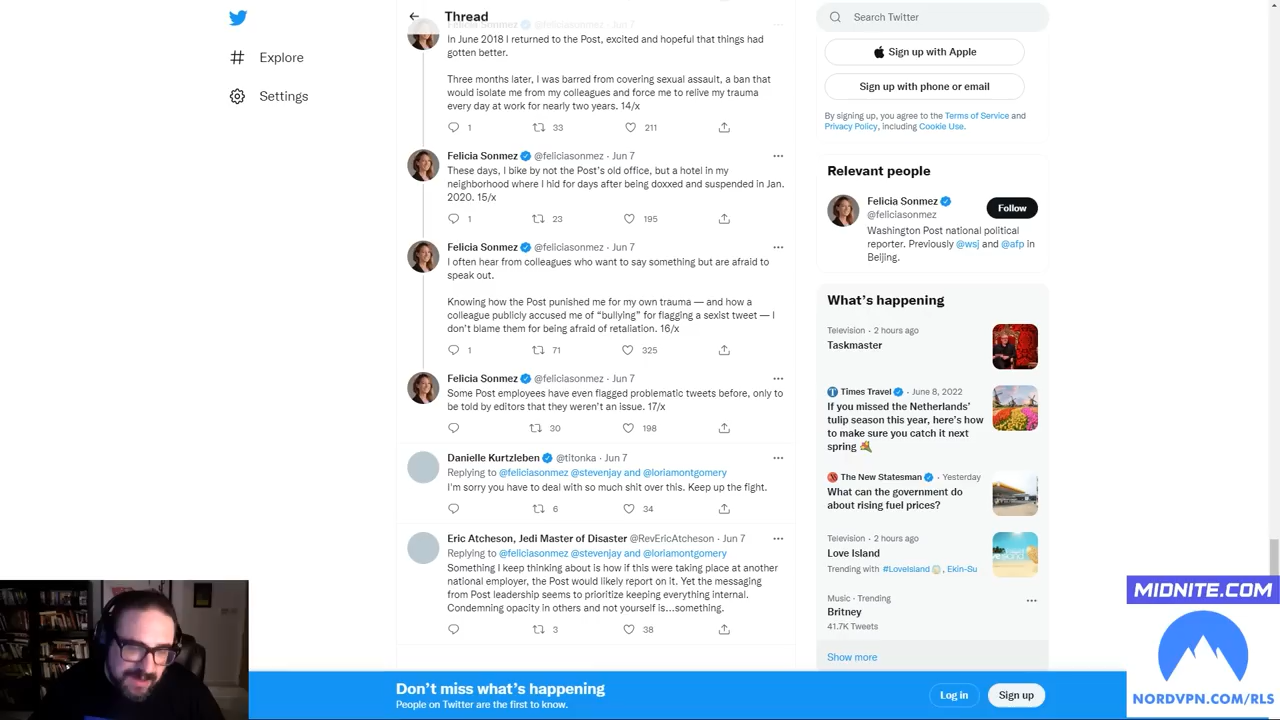 Explore
Settings
Thread
Felicia Sonmez @feliciasonmez · Jun 7
In June 2018 I returned to the Post, excited and hopeful that things had
gotten better.
Three months later, I was barred from covering sexual assault, a ban that
would isolate me from my colleagues and force me to relive my trauma
every day at work for nearly two years. 14/x
1 33 211
Felicia Sonmez @feliciasonmez · Jun 7
These days, I bike by not the Post's old office, but a hotel in my
neighborhood where I hid for days after being doxxed and suspended in Jan.
2020. 15/x
1 23 195
Felicia Sonmez @feliciasonmez · Jun 7
I often hear from colleagues who want to say something but are afraid to
speak out.
Knowing how the Post punished me for my own trauma — and how a
colleague publicly accused me of “bullying” for flagging a sexist tweet — I
don't blame them for being afraid of retaliation. 16/x
1 71 325
Felicia Sonmez @feliciasonmez · Jun 7
Some Post employees have even flagged problematic tweets before, only to
be told by editors that they weren't an issue. 17/x
30 198
Danielle Kurtzleben @titonka · Jun 7
Replying to @feliciasonmez @stevenjay and @loriamontgomery
I'm sorry you have to deal with so much shit over this. Keep up the fight.
6 34
Eric Atcheson, Jedi Master of Disaster @RevEricAtcheson · Jun 7
Replying to @feliciasonmez @stevenjay and @loriamontgomery
Something I keep thinking about is how if this were taking place at another
national employer, the Post would likely report on it. Yet the messaging
from Post leadership seems to prioritize keeping everything internal.
Condemning opacity in others and not yourself is...something.
3 38
Search Twitter
Sign up with Apple
Sign up with phone or email
By signing up, you agree to the Terms of Service and
Privacy Policy, including Cookie Use.
Relevant people
Felicia Sonmez
@feliciasonmez
Follow
Washington Post national political
reporter. Previously @wsj and @afp in
Beijing.
What's happening
Television · 2 hours ago
Taskmaster
Times Travel · June 8, 2022
If you missed the Netherlands'
tulip season this year, here's how
to make sure you catch it next
spring
The New Statesman · Yesterday
What can the government do
about rising fuel prices?
Television · 2 hours ago
Love Island
Trending with #LoveIsland, Ekin-Su
Music · Trending
Britney
41.7K Tweets
Show more
Don't miss what's happening
People on Twitter are the first to know.
Log in
Sign up
MIDNITE.COM
NORDVPN.COM/RLS